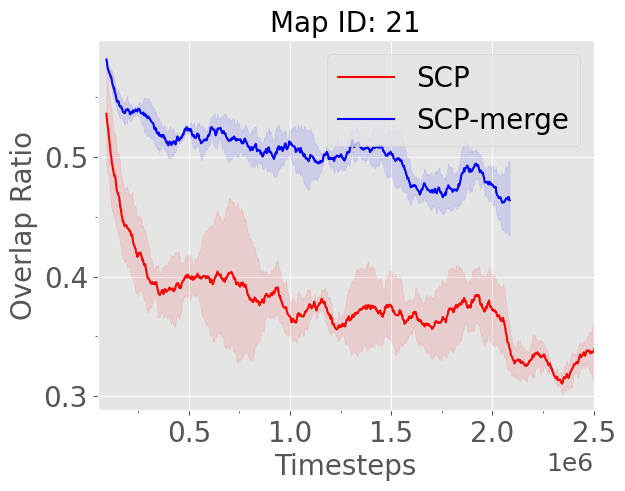 Map ID: 21
SCP
SCP-merge
Overlap Ratio
0.5
0.4
0.3
0.5 1.0 1.5 2.0 2.5
Timesteps
1e6